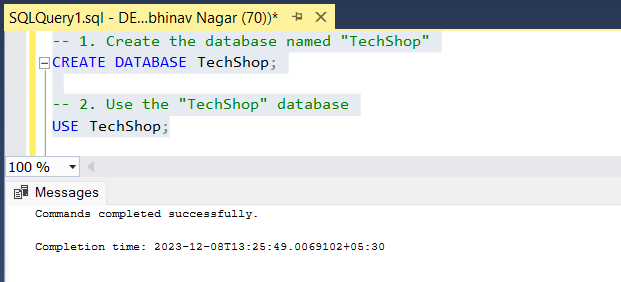 SQLQuery1.sql - DE...bhinav Nagar (70))*
-- 1. Create the database named "TechShop"
CREATE DATABASE TechShop;
-- 2. Use the "TechShop" database
USE TechShop;
100 %
Messages
Commands completed successfully.
Completion time: 2023-12-08T13:25:49.0069102+05:30